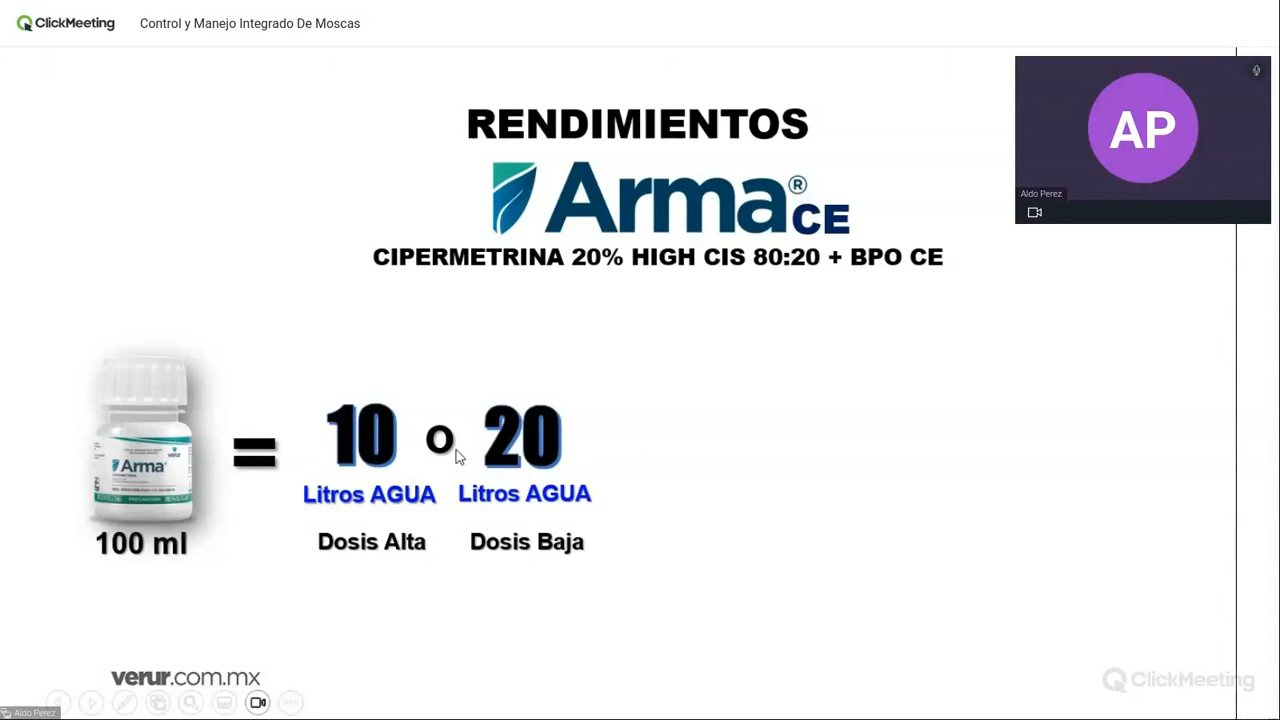 ClickMeeting Control y Manejo Integrado De Moscas
AP
Aldo Perez
RENDIMIENTOS
Arma® CE
CIPERMETRINA 20% HIGH CIS 80:20 + BPO CE
Arma
verur
= 10 o 20
Litros AGUA Litros AGUA
100 ml Dosis Alta Dosis Baja
verur.com.mx
ClickMeeting
Aldo Perez